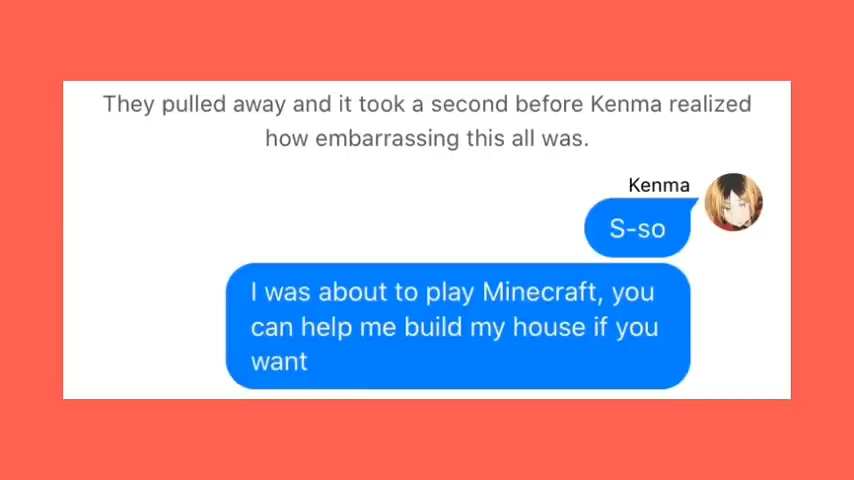 They pulled away and it took a second before Kenma realized
how embarrassing this all was.
Kenma
S-so
I was about to play Minecraft, you
can help me build my house if you
want